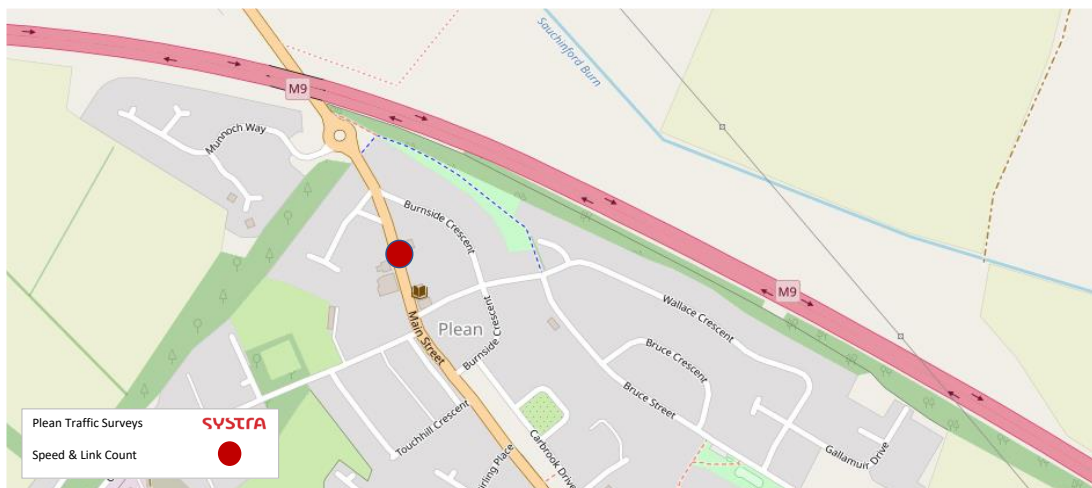 Sauchinford Burn
M9
Munnoch Way
Burnside Crescent
M9
Wallace Crescent
Plean
Main Street
Burnside Crescent
Bruce Crescent
Bruce Street
Touchhill Crescent
Carbrook Drive
Gallamuir Drive
Place
Plean Traffic Surveys
SYSTRA
Speed & Link Count